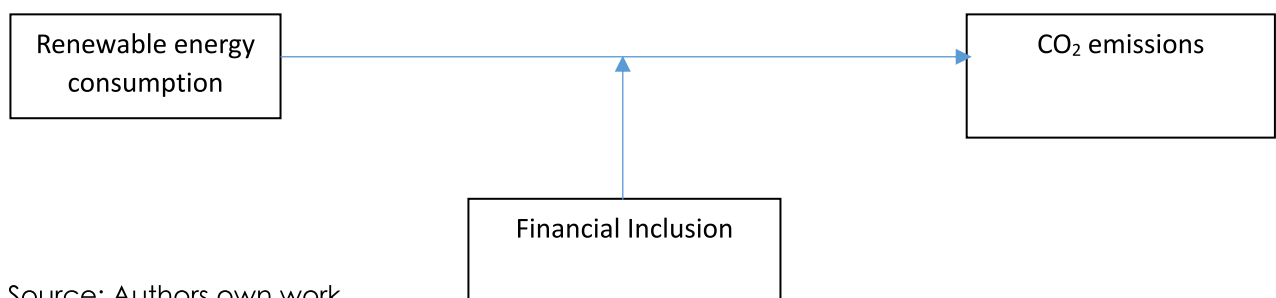 Renewable energy
consumption
CO₂ emissions
Financial Inclusion
Source: Authors own work